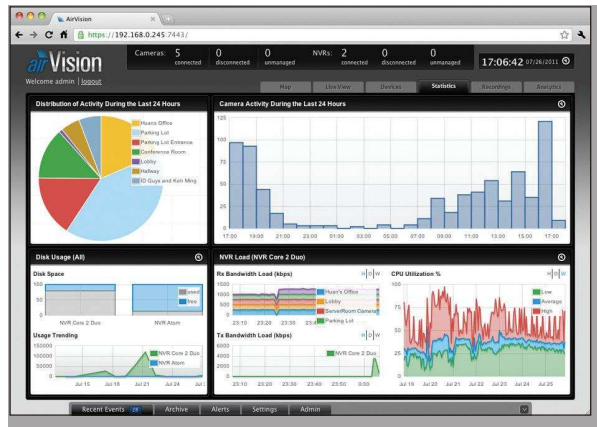 AirVision
https://192.168.0.245:7443/
airVision
Welcome admin | logout
Cameras: 5 connected 0 disconnected 0 unmanaged
NVRs: 2 connected 0 disconnected 0 unmanaged
17:06:42 07/26/2011
Map Live View Devices Statistics Recordings Analytics
Distribution of Activity During the Last 24 Hours
Huan's Office
Parking Lot
Parking Lot Entrance
Conference Room
Lobby
Hallway
IO Guys and Keh Ming
Camera Activity During the Last 24 Hours
125
100
75
50
25
0
17:00 19:00 21:00 23:00 01:00 03:00 05:00 07:00 09:00 11:00 13:00 15:00 17:00
Disk Usage (All)
Disk Space
100
50
0
used
free
NVR Core 2 Duo NVR Atom
Usage Trending
150000
100000
50000
0
NVR Core 2 Duo
NVR Atom
Jul 15 Jul 18 Jul 21 Jul 24
NVR Load (NVR Core 2 Duo)
Rx Bandwidth Load (kbps)
H|D|W
1500
1000
500
0
Huan's Office
Lobby
ServerRoom Camera
Parking Lot
23:10 23:20 23:30
Tx Bandwidth Load (kbps)
H|D|W
6000
4000
2000
0
NVR Core 2 Duo
23:10 23:20 23:30 23:40 23:50 0:00
CPU Utilization %
H|D|W
100
75
50
25
0
Low
Average
High
Jul 19 Jul 20 Jul 21 Jul 22 Jul 23 Jul 24 Jul 25
Recent Events Archive Alerts Settings Admin